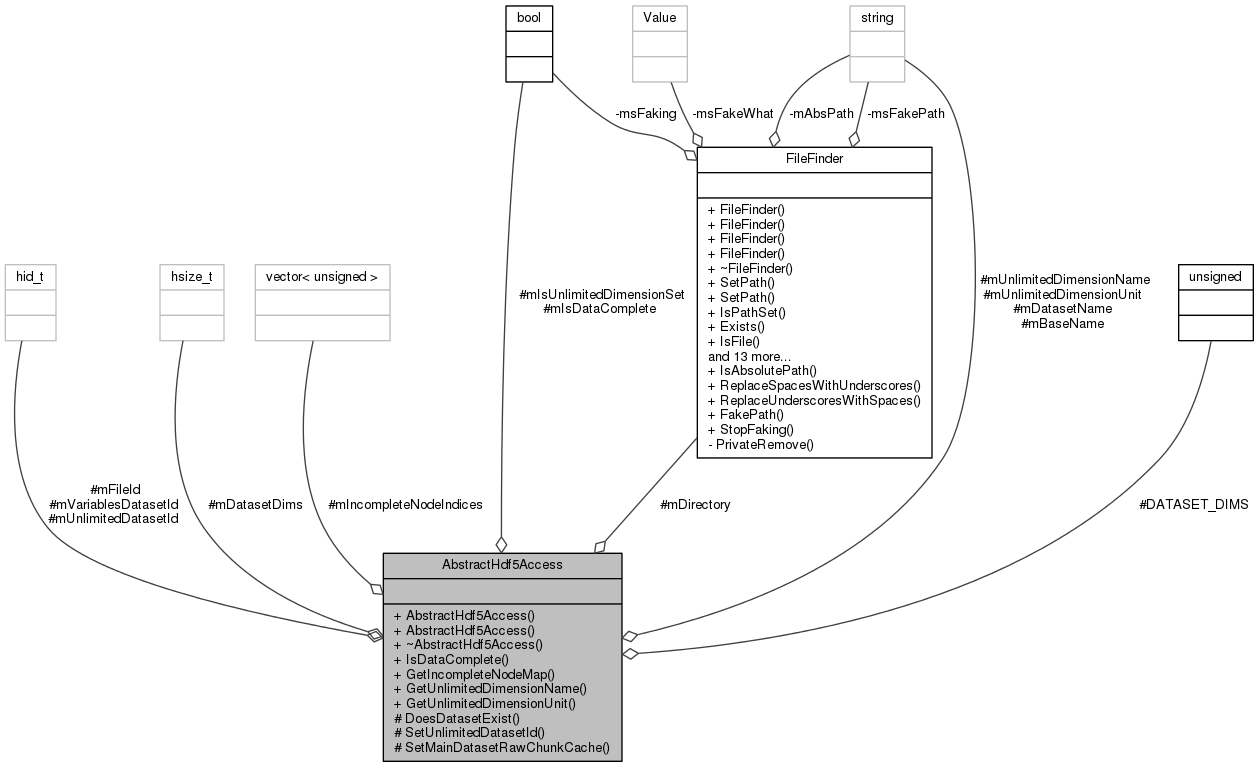 bool
Value
string
-msFaking
-msFakeWhat
-mAbsPath
-msFakePath
FileFinder
+ FileFinder()
+ FileFinder()
+ FileFinder()
+ FileFinder()
+ ~FileFinder()
+ SetPath()
+ SetPath()
+ IsPathSet()
+ Exists()
+ IsFile()
and 13 more...
+ IsAbsolutePath()
+ ReplaceSpacesWithUnderscores()
+ ReplaceUnderscoresWithSpaces()
+ FakePath()
+ StopFaking()
- PrivateRemove()
hid_t
hsize_t
vector< unsigned >
#mIsUnlimitedDimensionSet
#mIsDataComplete
#mUnlimitedDimensionName
#mUnlimitedDimensionUnit
#mDatasetName
#mBaseName
unsigned
#mFileId
#mVariablesDatasetId
#mUnlimitedDatasetId
#mDatasetDims
#mIncompleteNodeIndices
#mDirectory
#DATASET_DIMS
AbstractHdf5Access
+ AbstractHdf5Access()
+ AbstractHdf5Access()
+ ~AbstractHdf5Access()
+ IsDataComplete()
+ GetIncompleteNodeMap()
+ GetUnlimitedDimensionName()
+ GetUnlimitedDimensionUnit()
# DoesDatasetExist()
# SetUnlimitedDatasetId()
# SetMainDatasetRawChunkCache()